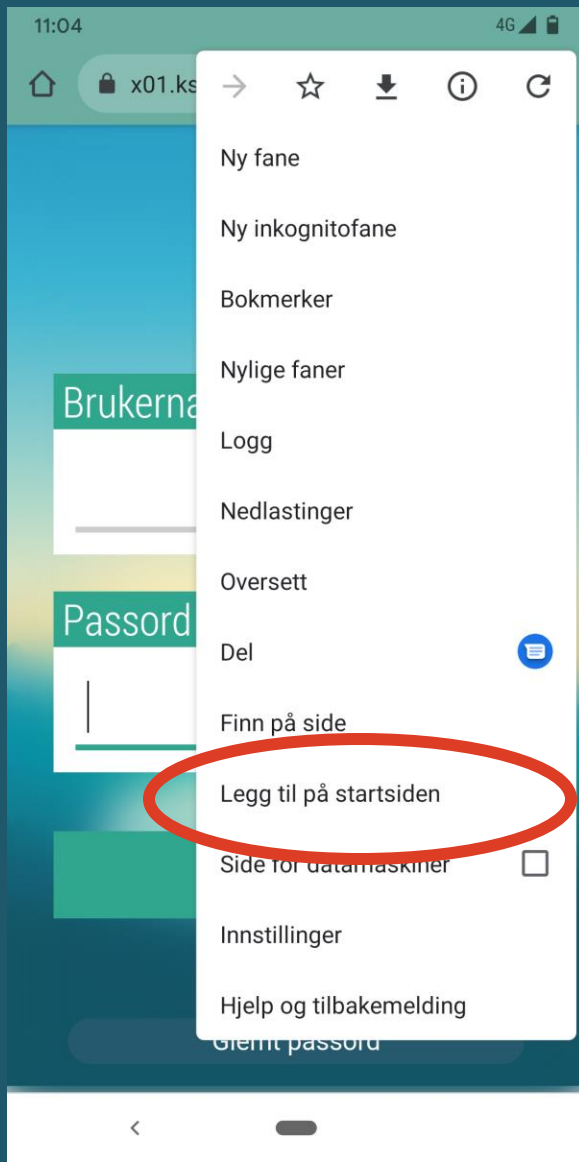 11:04
4G
x01.ks
Ny fane
Ny inkognitofane
Bokmerker
Nylige faner
Brukerna
Logg
Nedlastinger
Oversett
Passord
Del
Finn på side
Legg til på startsiden
Side for datamaskiner
Innstillinger
Hjelp og tilbakemelding
Glemt passord